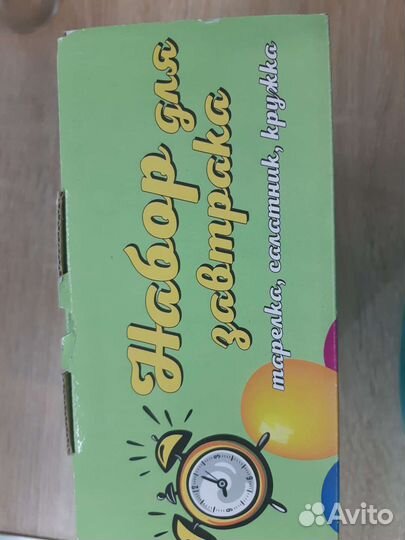 Набор для
завтрака
тарелка, салатник, кружка
Avito